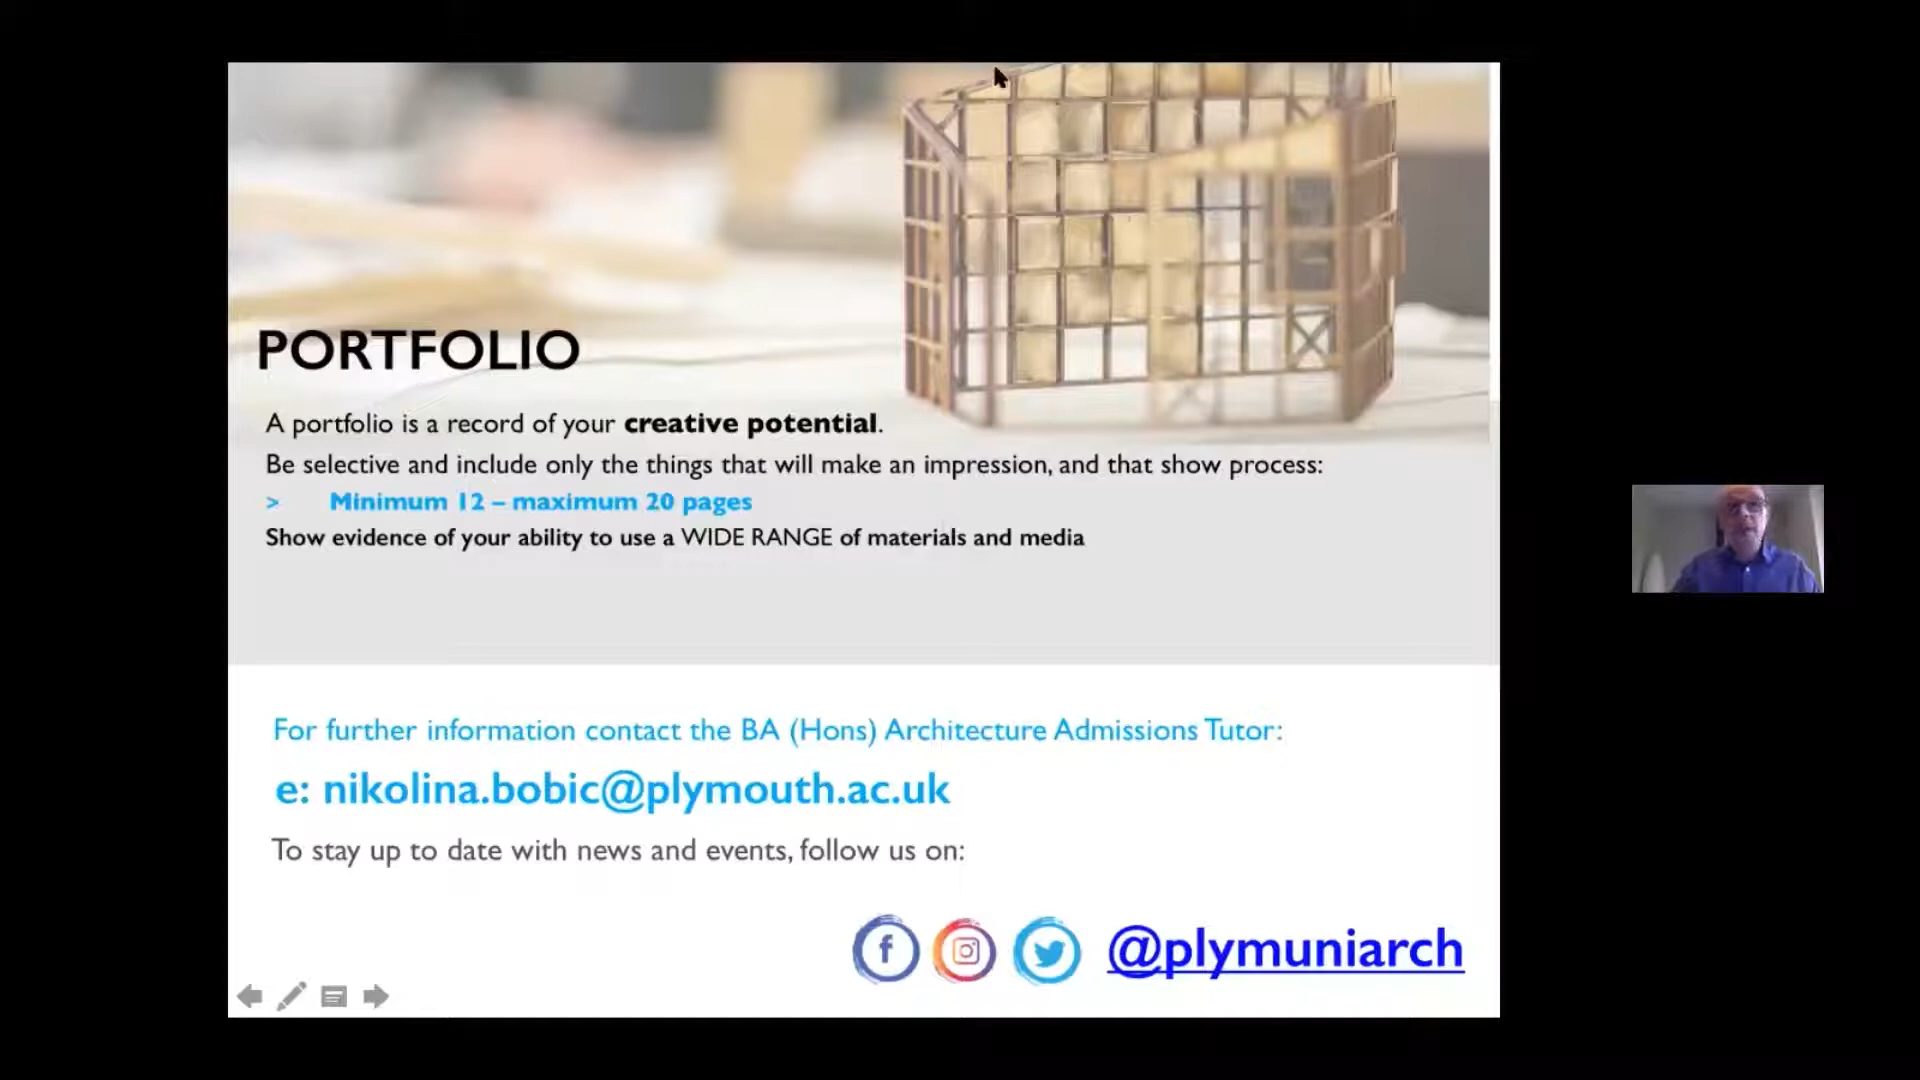 PORTFOLIO
A portfolio is a record of your creative potential.
Be selective and include only the things that will make an impression, and that show process:
> Minimum 12 – maximum 20 pages
Show evidence of your ability to use a WIDE RANGE of materials and media
For further information contact the BA (Hons) Architecture Admissions Tutor:
e: nikolina.bobic@plymouth.ac.uk
To stay up to date with news and events, follow us on:
@plymuniarch